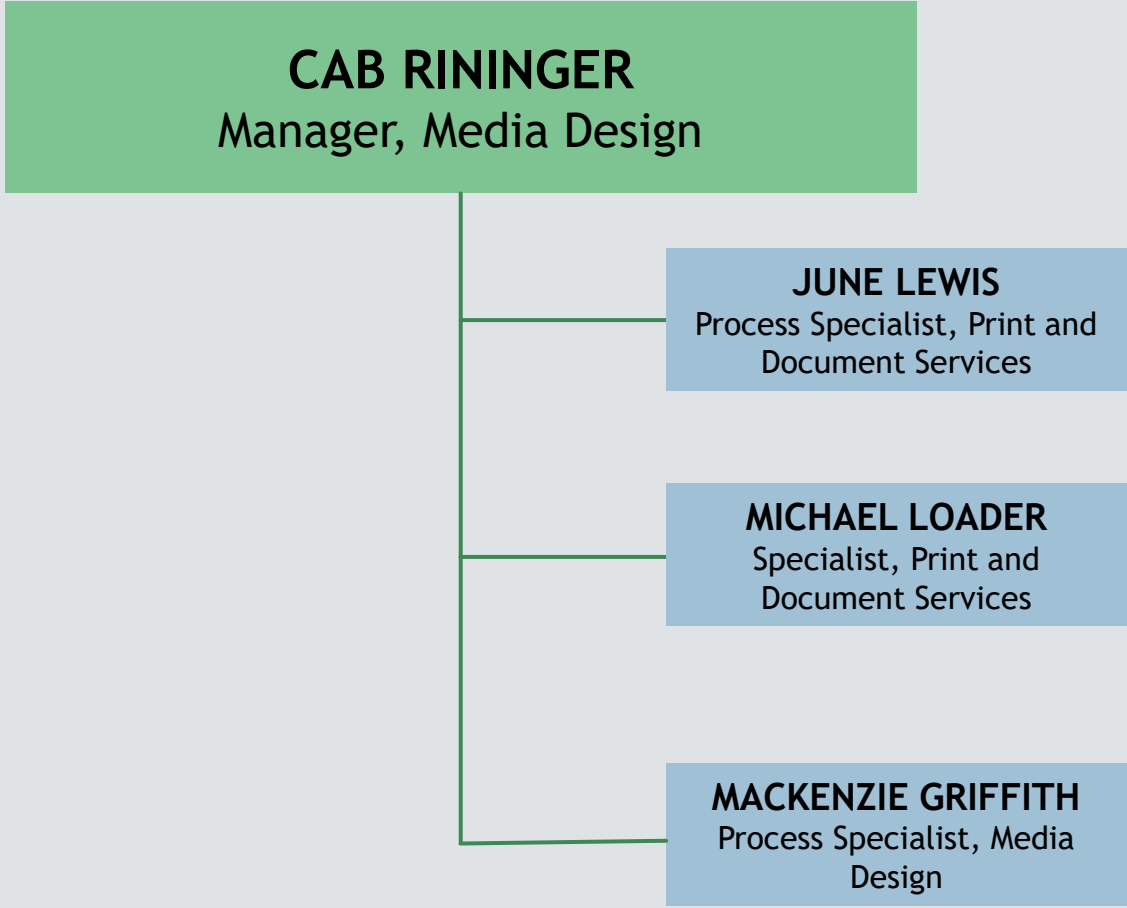 CAB RININGER
Manager, Media Design
JUNE LEWIS
Process Specialist, Print and
Document Services
MICHAEL LOADER
Specialist, Print and
Document Services
MACKENZIE GRIFFITH
Process Specialist, Media
Design